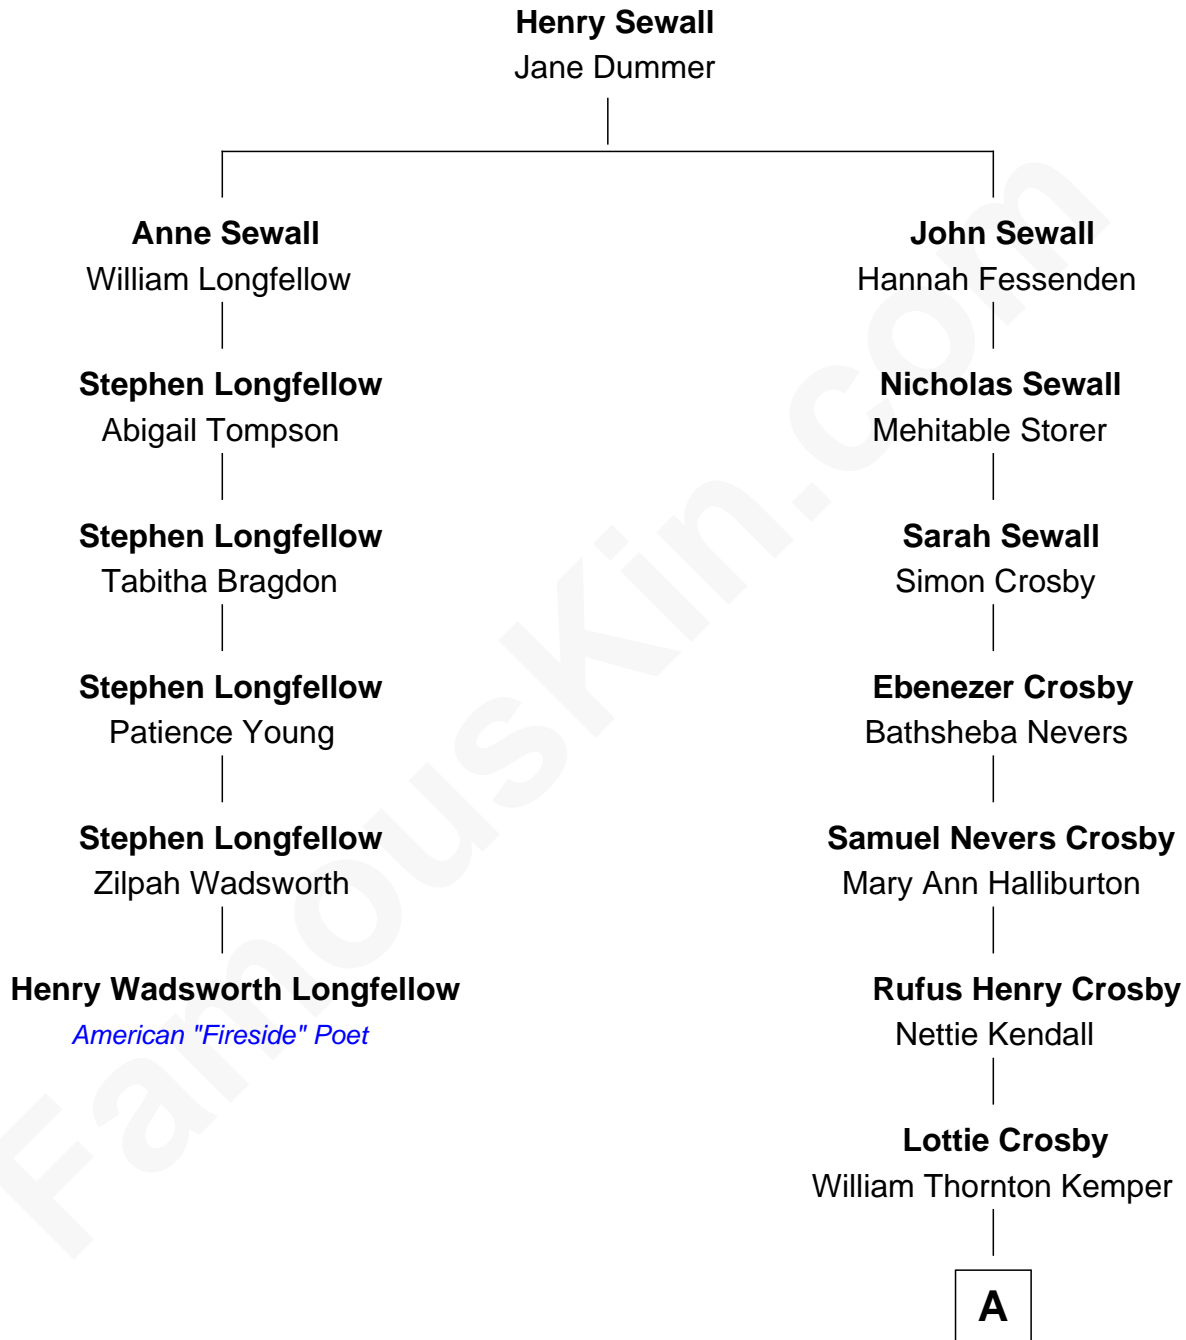 Henry Sewall
Jane Dummer
Anne Sewall
William Longfellow
John Sewall
Hannah Fessenden
Stephen Longfellow
Abigail Tompson
Nicholas Sewall
Mehitable Storer
Stephen Longfellow
Tabitha Bragdon
Sarah Sewall
Simon Crosby
Stephen Longfellow
Patience Young
Ebenezer Crosby
Bathsheba Nevers
Stephen Longfellow
Zilpah Wadsworth
Samuel Nevers Crosby
Mary Ann Halliburton
Henry Wadsworth Longfellow
American "Fireside" Poet
Rufus Henry Crosby
Nettie Kendall
Lottie Crosby
William Thornton Kemper
A
FamousKin.com